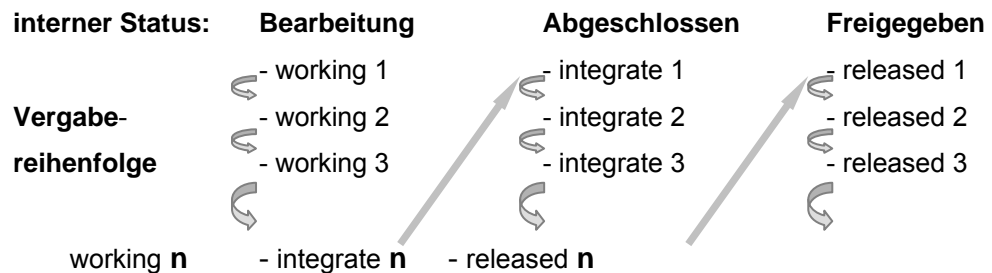 interner Status: Bearbeitung Abgeschlossen Freigegeben
- working 1 - integrate 1 - released 1
Vergabe- - working 2 - integrate 2 - released 2
reihenfolge - working 3 - integrate 3 - released 3
working n - integrate n - released n